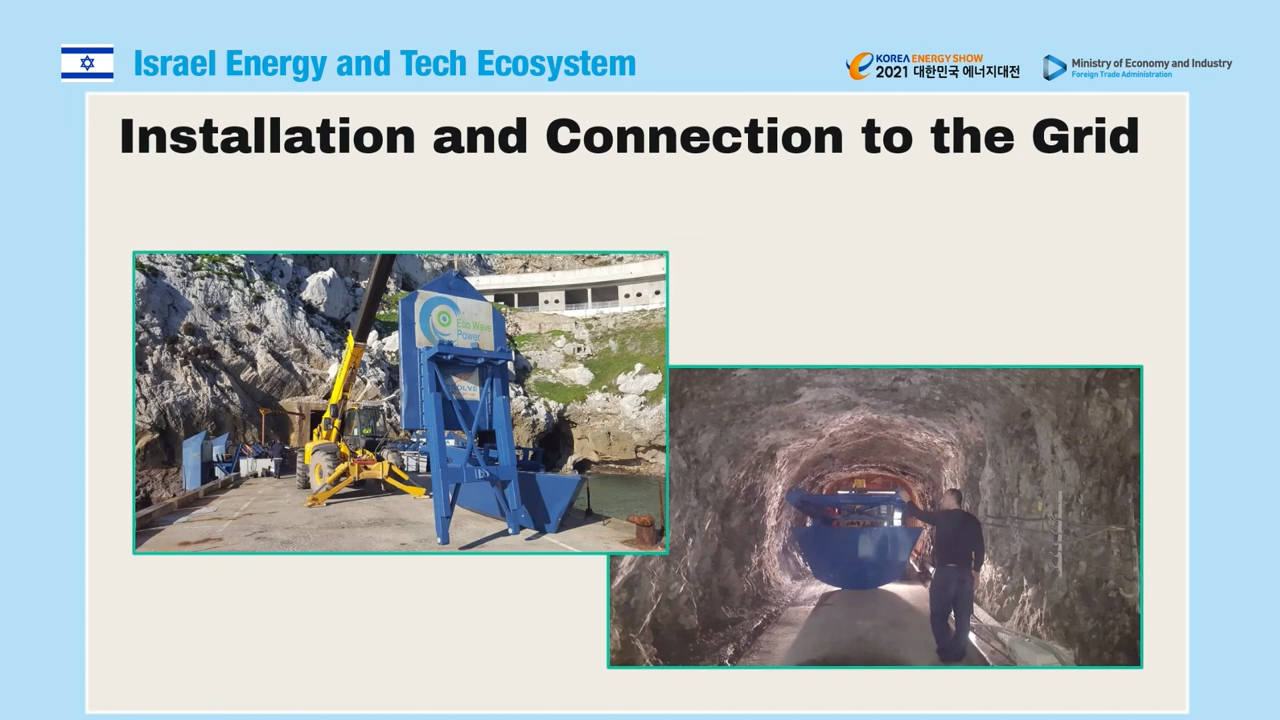 Israel Energy and Tech Ecosystem
KOREA ENERGY SHOW
2021 대한민국 에너지대전
Ministry of Economy and Industry
Foreign Trade Administration
Installation and Connection to the Grid
Eco Wave
Power